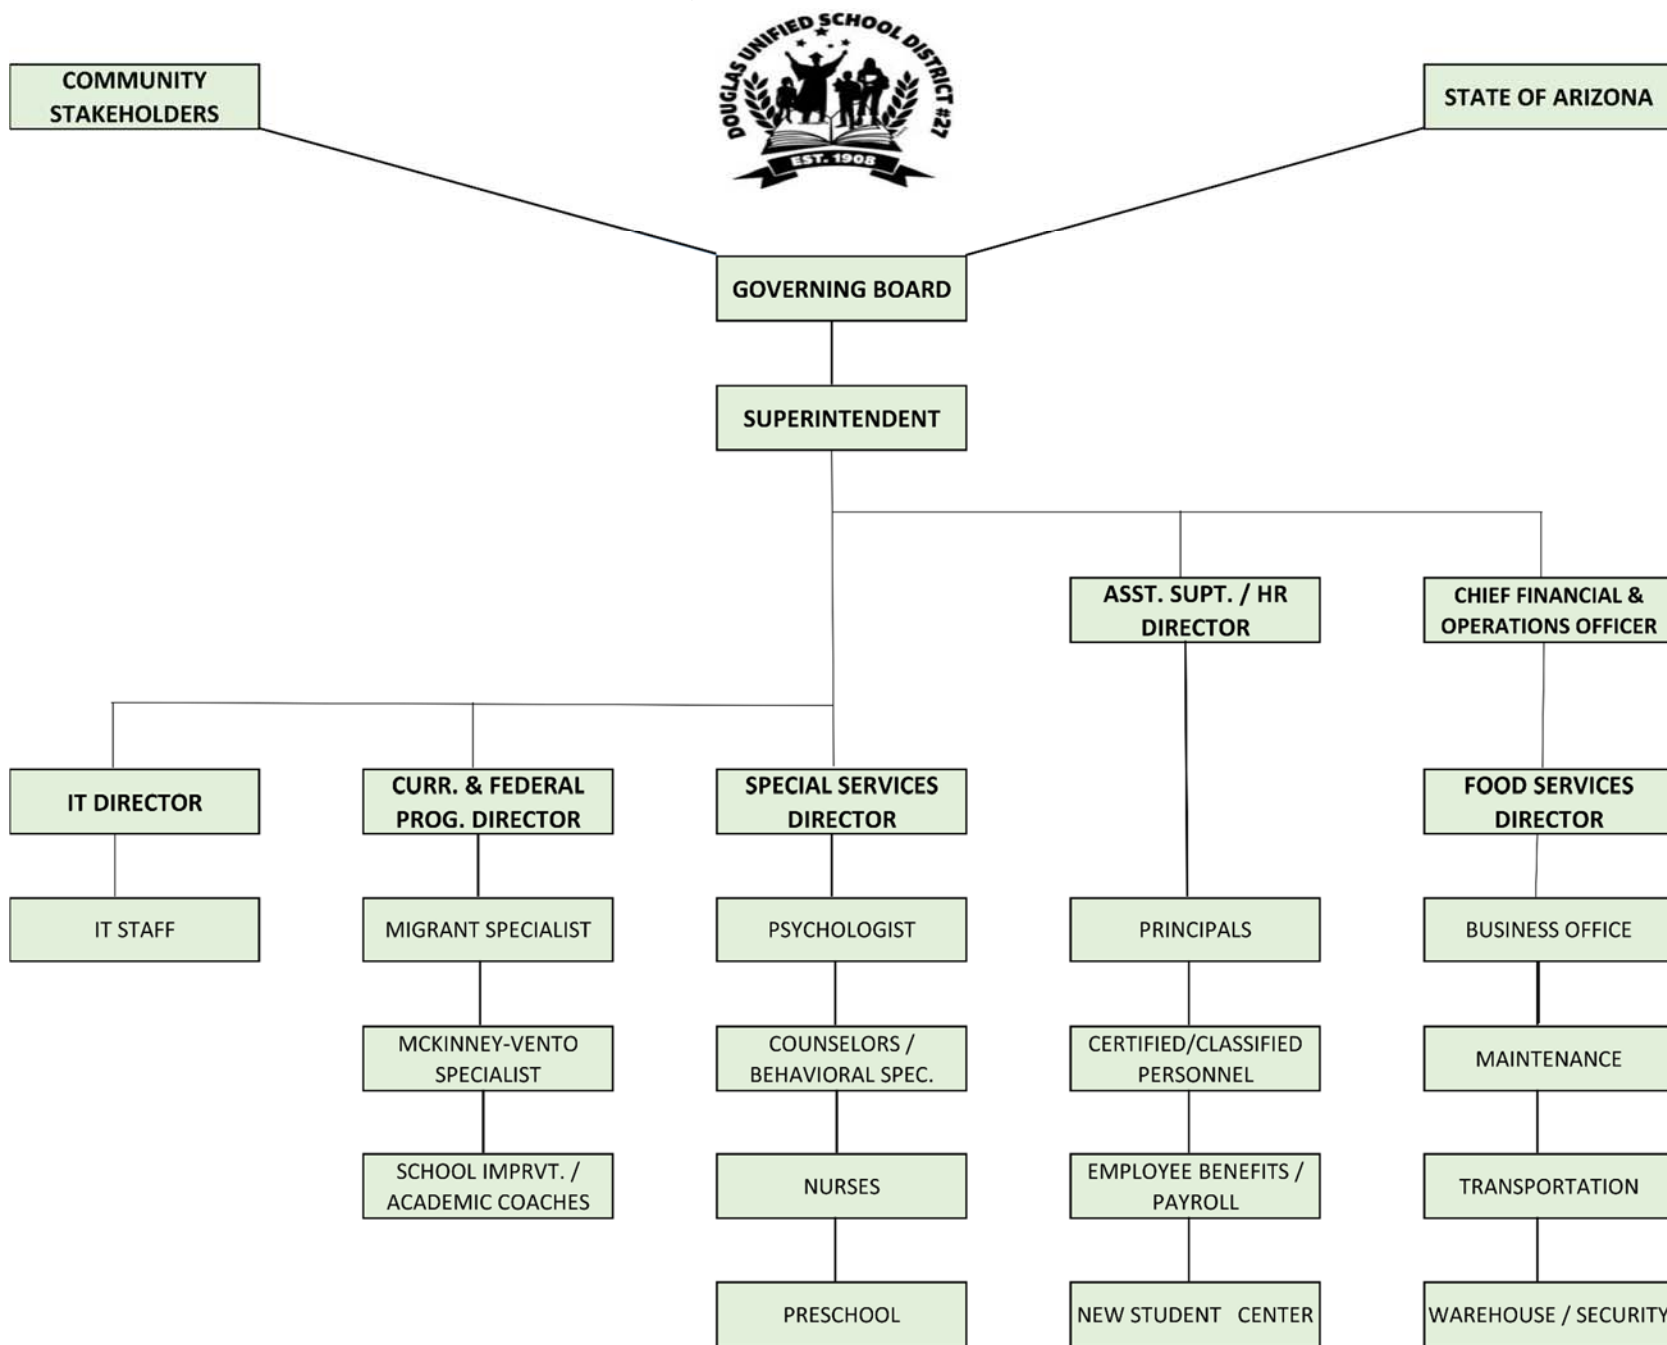 DOUGLAS UNIFIED SCHOOL DISTRICT #27
EST. 1908
COMMUNITY
STAKEHOLDERS
STATE OF ARIZONA
GOVERNING BOARD
SUPERINTENDENT
ASST. SUPT. / HR
DIRECTOR
CHIEF FINANCIAL &
OPERATIONS OFFICER
IT DIRECTOR
CURR. & FEDERAL
PROG. DIRECTOR
SPECIAL SERVICES
DIRECTOR
FOOD SERVICES
DIRECTOR
IT STAFF
MIGRANT SPECIALIST
PSYCHOLOGIST
PRINCIPALS
BUSINESS OFFICE
MCKINNEY-VENTO
SPECIALIST
COUNSELORS /
BEHAVIORAL SPEC.
CERTIFIED/CLASSIFIED
PERSONNEL
MAINTENANCE
SCHOOL IMPRVT. /
ACADEMIC COACHES
NURSES
EMPLOYEE BENEFITS /
PAYROLL
TRANSPORTATION
PRESCHOOL
NEW STUDENT CENTER
WAREHOUSE / SECURITY